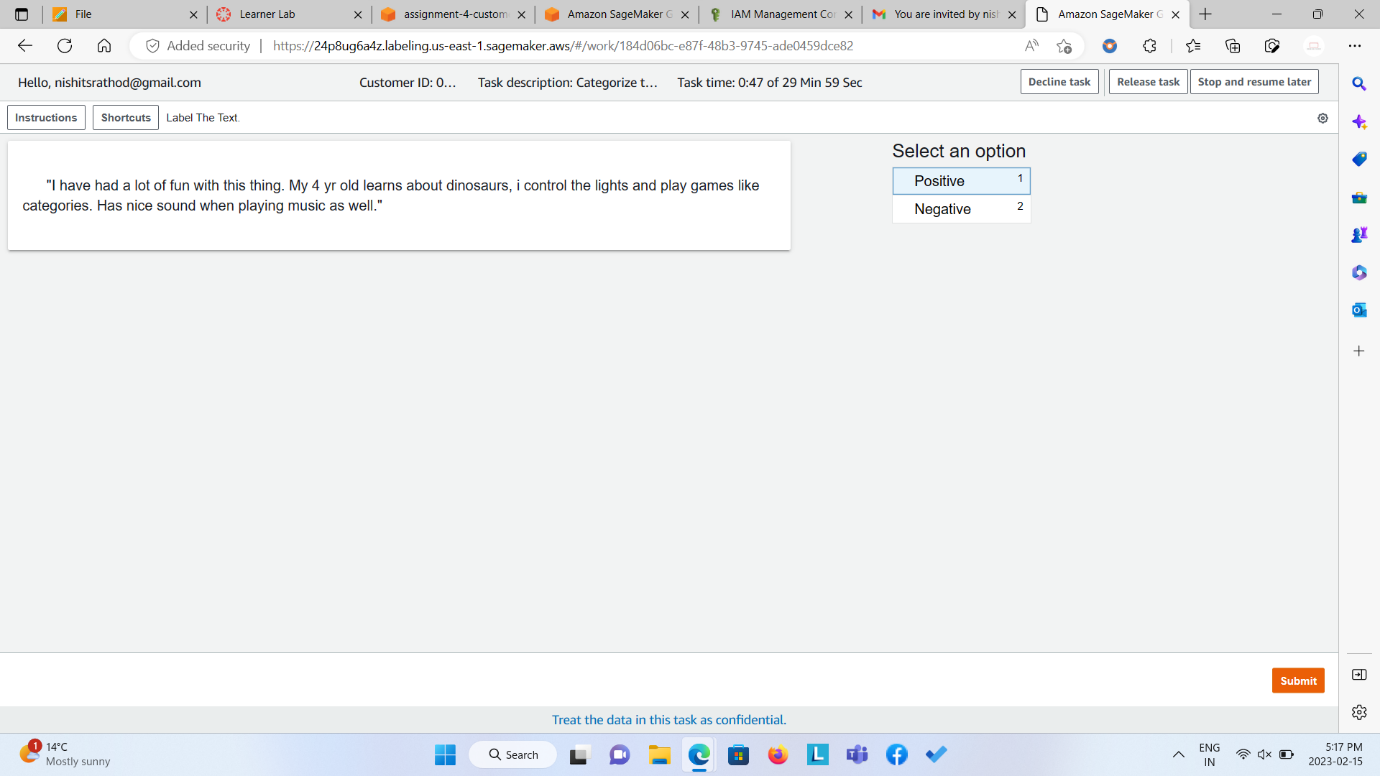 File
Learner Lab
assignment-4-custom
Amazon SageMaker G
IAM Management Co
You are invited by nis
Amazon SageMaker G
Added security | https://24p8ug6a4z.labeling.us-east-1.sagemaker.aws/#/work/184d06bc-e87f-48b3-9745-ade0459dce82
Hello, nishitsrathod@gmail.com
Customer ID: 0...
Task description: Categorize t...
Task time: 0:47 of 29 Min 59 Sec
Decline task
Release task
Stop and resume later
Instructions
Shortcuts
Label The Text.
"I have had a lot of fun with this thing. My 4 yr old learns about dinosaurs, i control the lights and play games like
categories. Has nice sound when playing music as well."
Select an option
Positive 1
Negative 2
Submit
Treat the data in this task as confidential.
1
14°C
Mostly sunny
Search
ENG
IN
5:17 PM
2023-02-15